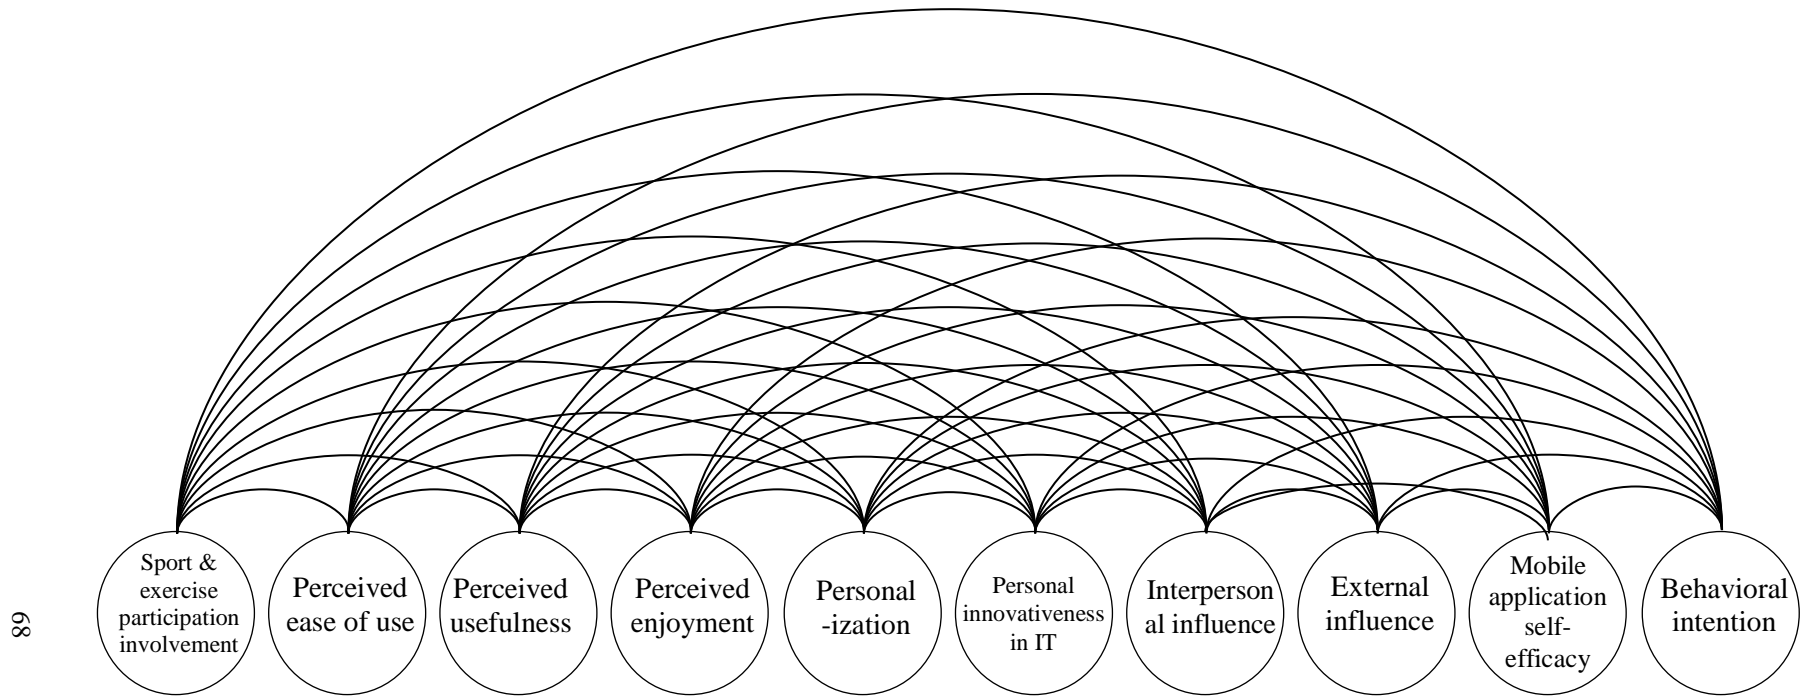 Sport &
exercise
participation
involvement
Perceived
ease of use
Perceived
usefulness
Perceived
enjoyment
Personal
-ization
Personal
innovativeness
in IT
Interperson
al influence
External
influence
Mobile
application
self-
efficacy
Behavioral
intention
68